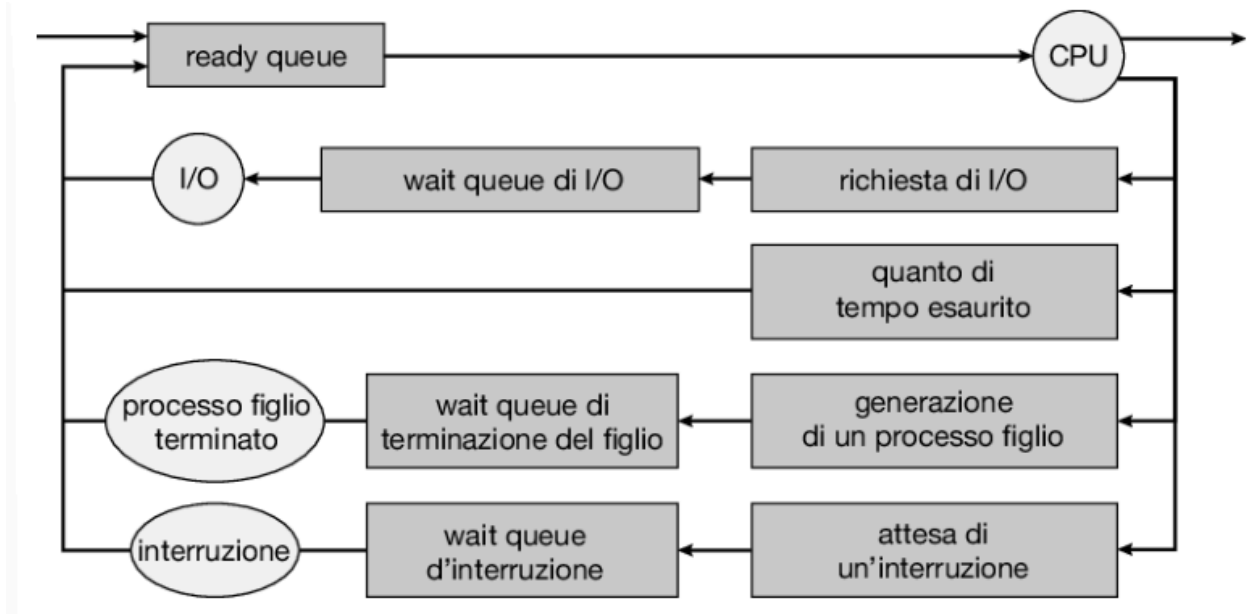 ready queue
CPU
I/O
wait queue di I/O
richiesta di I/O
quanto di
tempo esaurito
processo figlio
terminato
wait queue di
terminazione del figlio
generazione
di un processo figlio
interruzione
wait queue
d'interruzione
attesa di
un'interruzione